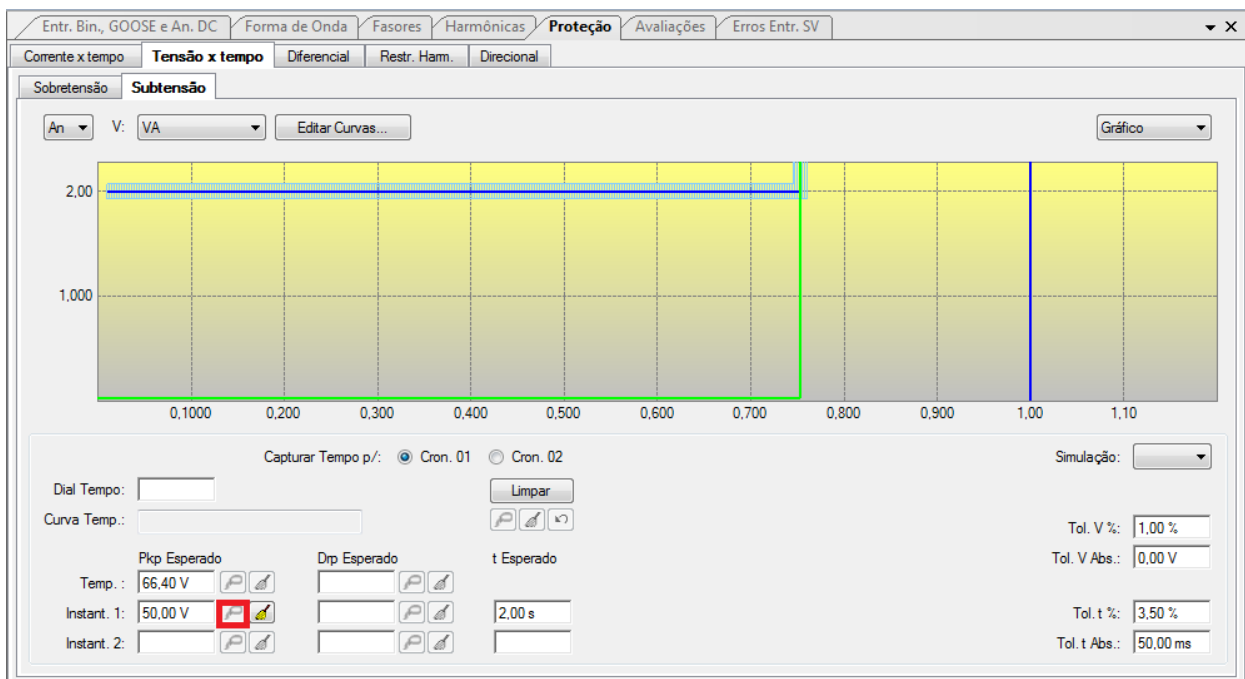 Entr. Bin., GOOSE e An. DC Forma de Onda Fasores Harmônicas Proteção Avaliações Erros Entr. SV
Corrente x tempo Tensão x tempo Diferencial Restr. Harm. Direcional
Sobretensão Subtensão
An V: VA Editar Curvas... Gráfico
2,00
1,000
0,1000 0,200 0,300 0,400 0,500 0,600 0,700 0,800 0,900 1,00 1,10
Capturar Tempo p/: Cron. 01 Cron. 02 Simulação:
Dial Tempo: Limpar
Curva Temp.: Tol. V %: 1,00 %
Pkp Esperado Drp Esperado t Esperado Tol. V Abs.: 0,00 V
Temp. : 66,40 V
Instant. 1: 50,00 V 2,00 s Tol. t %: 3,50 %
Instant. 2: Tol. t Abs.: 50,00 ms